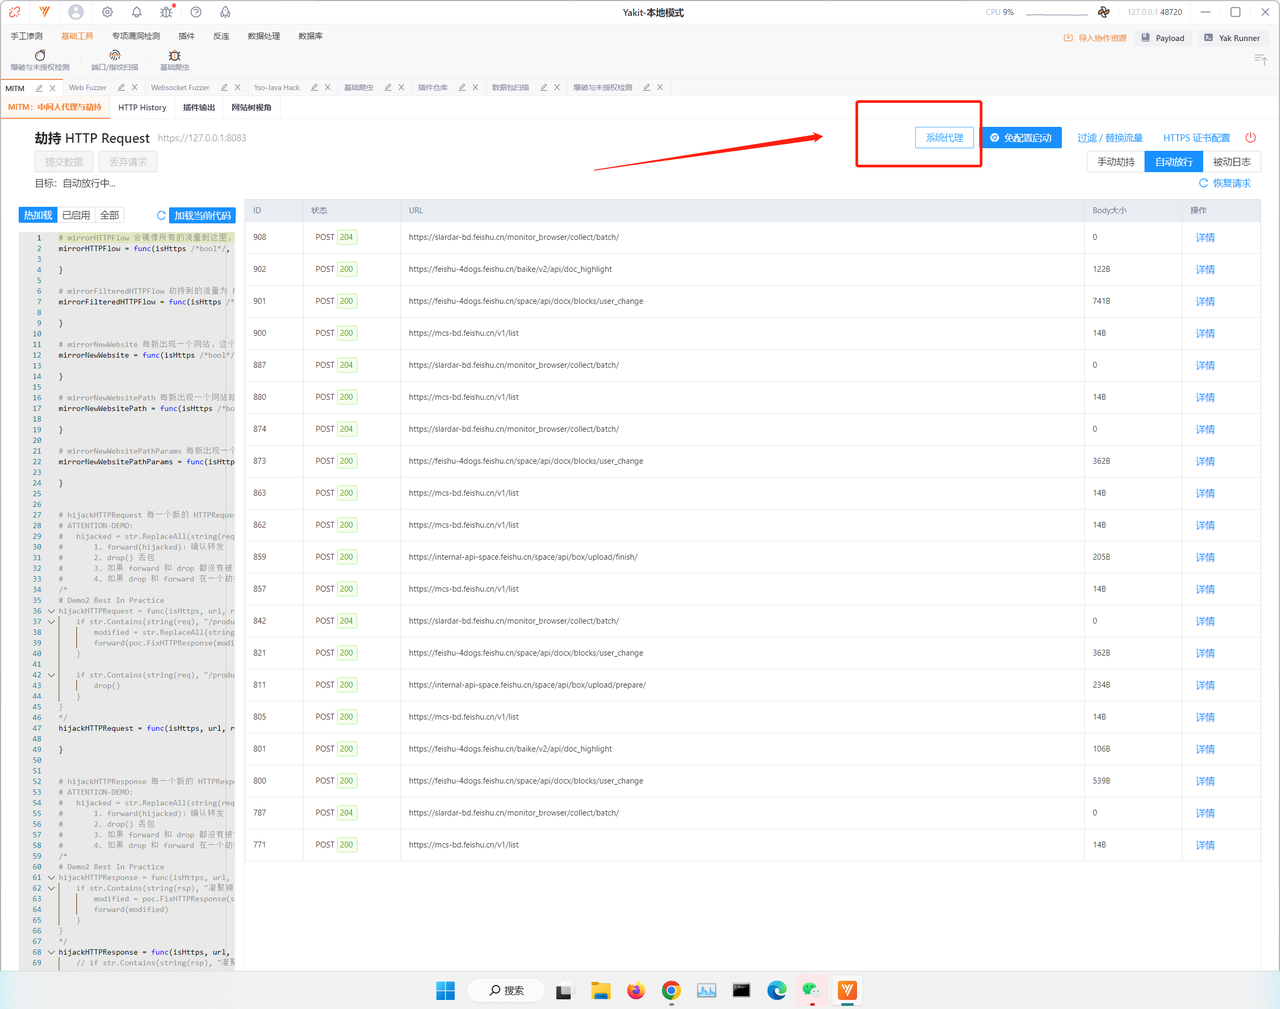 Yakit-本地模式
CPU 9%
127.0.0.1 48720
手工渗测 基础工具 专项漏洞检测 插件 反连 数据处理 数据库
导入协作资源 Payload Yak Runner
爆破与未授权检测 端口/指纹扫描 基础爬虫
MITM Web Fuzzer Websocket Fuzzer Yso-Java Hack 基础爬虫 插件仓库 数据包扫描 爆破与未授权检测
MITM：中间人代理与劫持 HTTP History 插件输出 网站树视角
劫持 HTTP Request https://127.0.0.1:8083
系统代理 免配置启动 过滤 / 替换流量 HTTPS 证书配置
提交数据 丢弃请求
手动劫持 自动放行 被动日志
目标：自动放行中...
恢复请求
热加载 已启用 全部 加载当前代码
1 # mirrorHTTPFlow 会镜像所有的流量到这里，
2 mirrorHTTPFlow = func(isHttps /*bool*/,
3
4 }
5
6 # mirrorFilteredHTTPFlow 劫持到的流量为
7 mirrorFilteredHTTPFlow = func(isHttps /*
8
9 }
10
11 # mirrorNewWebsite 每新出现一个网站，这个
12 mirrorNewWebsite = func(isHttps /*bool*/
13
14 }
15
16 # mirrorNewWebsitePath 每新出现一个网站路
17 mirrorNewWebsitePath = func(isHttps /*bo
18
19 }
20
21 # mirrorNewWebsitePathParams 每新出现一个
22 mirrorNewWebsitePathParams = func(isHttp
23
24 }
25
26
27 # hijackHTTPRequest 每一个新的 HTTPReques
28 # ATTENTION-DEMO:
29 # hijacked = str.ReplaceAll(string(req
30 # 1. forward(hijacked)：确认转发
31 # 2. drop() 丢包
32 # 3. 如果 forward 和 drop 都没有被
33 # 4. 如果 drop 和 forward 在一个劫
34 /*
35 # Demo2 Best In Practice
36 hijackHTTPRequest = func(isHttps, url, r
37 if str.Contains(string(req), "/produ
38 modified = str.ReplaceAll(string
39 forward(poc.FixHTTPResponse(modi
40 }
41
42 if str.Contains(string(req), "/produ
43 drop()
44 }
45 }
46 */
47 hijackHTTPRequest = func(isHttps, url, r
48
49 }
50
51
52 # hijackHTTPResponse 每一个新的 HTTPRespo
53 # ATTENTION-DEMO:
54 # hijacked = str.ReplaceAll(string(req
55 # 1. forward(hijacked)：确认转发
56 # 2. drop() 丢包
57 # 3. 如果 forward 和 drop 都没有被
58 # 4. 如果 drop 和 forward 在一个劫
59 /*
60 # Demo2 Best In Practice
61 hijackHTTPResponse = func(isHttps, url,
62 if str.Contains(string(rsp), "凝聚
63 modified = poc.FixHTTPResponse(s
64 forward(modified)
65 }
66 }
67 */
68 hijackHTTPResponse = func(isHttps, url,
69 // if str.Contains(string(rsp), "凝
ID 状态 URL Body大小 操作
908 POST 204 https://slardar-bd.feishu.cn/monitor_browser/collect/batch/ 0 详情
902 POST 200 https://feishu-4dogs.feishu.cn/baike/v2/api/doc_highlight 122B 详情
901 POST 200 https://feishu-4dogs.feishu.cn/space/api/docx/blocks/user_change 741B 详情
900 POST 200 https://mcs-bd.feishu.cn/v1/list 14B 详情
887 POST 204 https://slardar-bd.feishu.cn/monitor_browser/collect/batch/ 0 详情
880 POST 200 https://mcs-bd.feishu.cn/v1/list 14B 详情
874 POST 204 https://slardar-bd.feishu.cn/monitor_browser/collect/batch/ 0 详情
873 POST 200 https://feishu-4dogs.feishu.cn/space/api/docx/blocks/user_change 362B 详情
863 POST 200 https://mcs-bd.feishu.cn/v1/list 14B 详情
862 POST 200 https://mcs-bd.feishu.cn/v1/list 14B 详情
859 POST 200 https://internal-api-space.feishu.cn/space/api/box/upload/finish/ 205B 详情
857 POST 200 https://mcs-bd.feishu.cn/v1/list 14B 详情
842 POST 204 https://slardar-bd.feishu.cn/monitor_browser/collect/batch/ 0 详情
821 POST 200 https://feishu-4dogs.feishu.cn/space/api/docx/blocks/user_change 362B 详情
811 POST 200 https://internal-api-space.feishu.cn/space/api/box/upload/prepare/ 234B 详情
805 POST 200 https://mcs-bd.feishu.cn/v1/list 14B 详情
801 POST 200 https://feishu-4dogs.feishu.cn/baike/v2/api/doc_highlight 106B 详情
800 POST 200 https://feishu-4dogs.feishu.cn/space/api/docx/blocks/user_change 539B 详情
787 POST 204 https://slardar-bd.feishu.cn/monitor_browser/collect/batch/ 0 详情
771 POST 200 https://mcs-bd.feishu.cn/v1/list 14B 详情
搜索